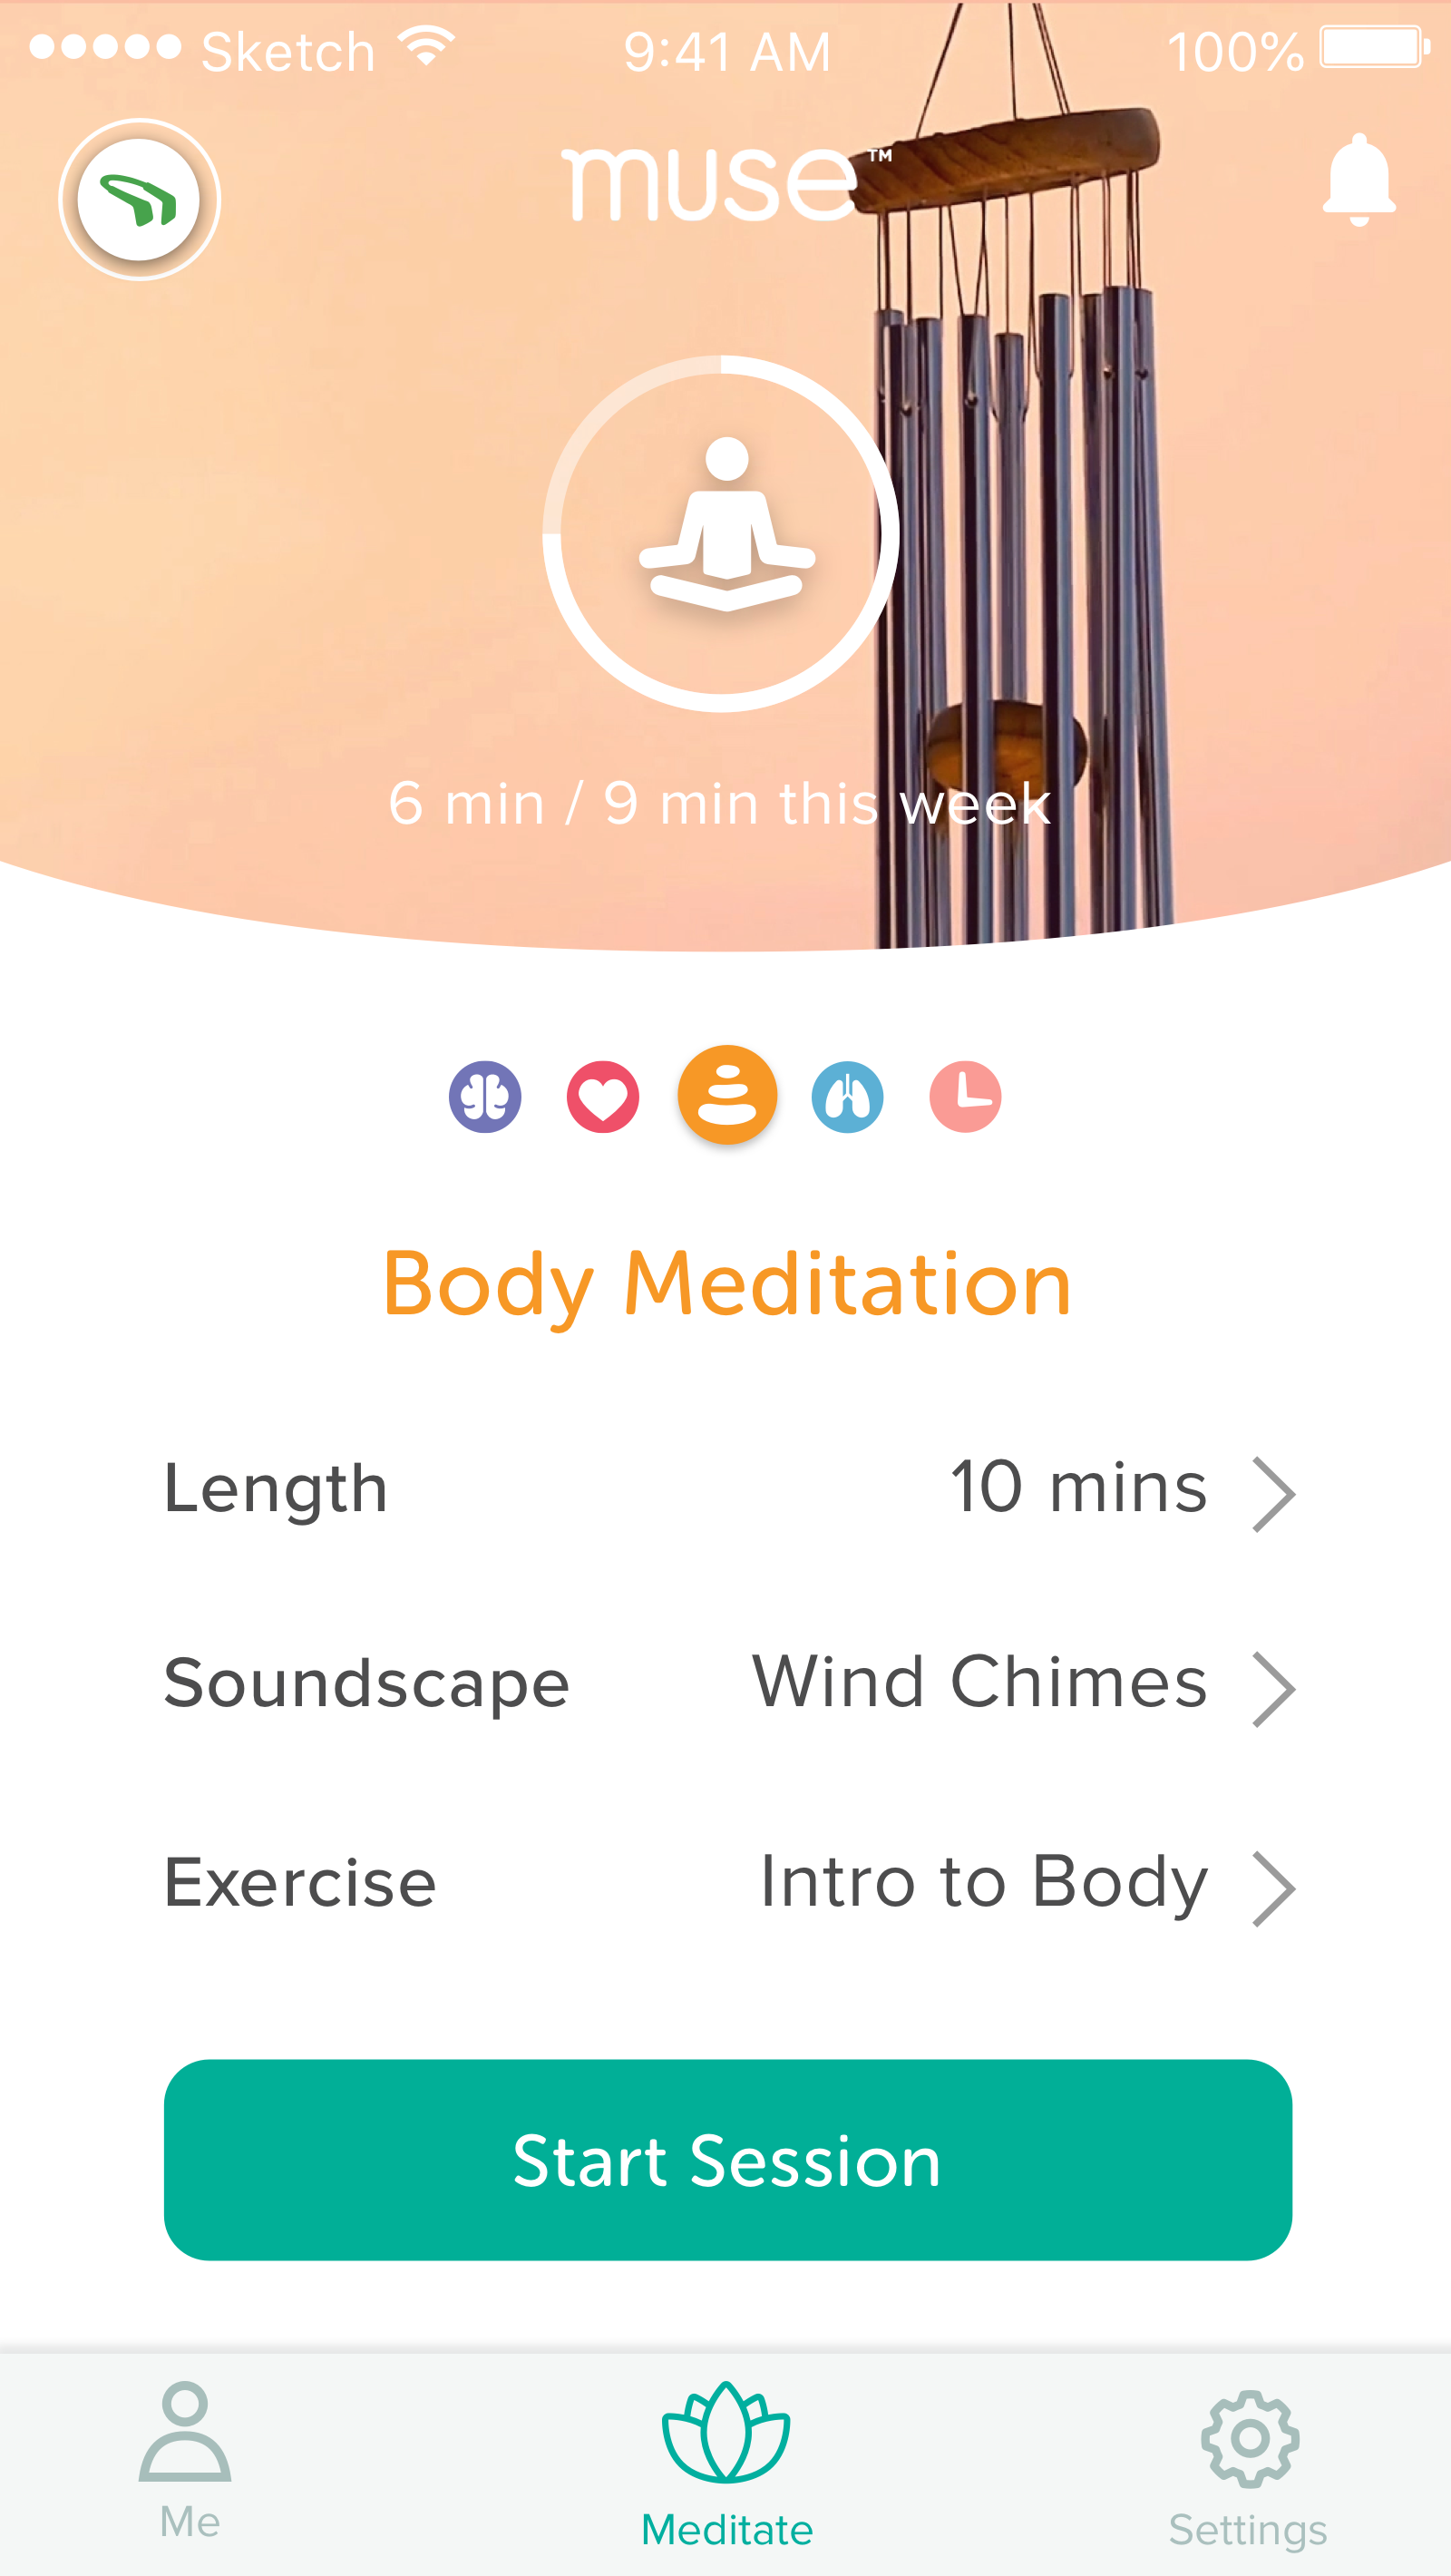 Sketch 9:41 AM 100%
muse™
6 min / 9 min this week
Body Meditation
Length 10 mins
Soundscape Wind Chimes
Exercise Intro to Body
Start Session
Me Meditate Settings